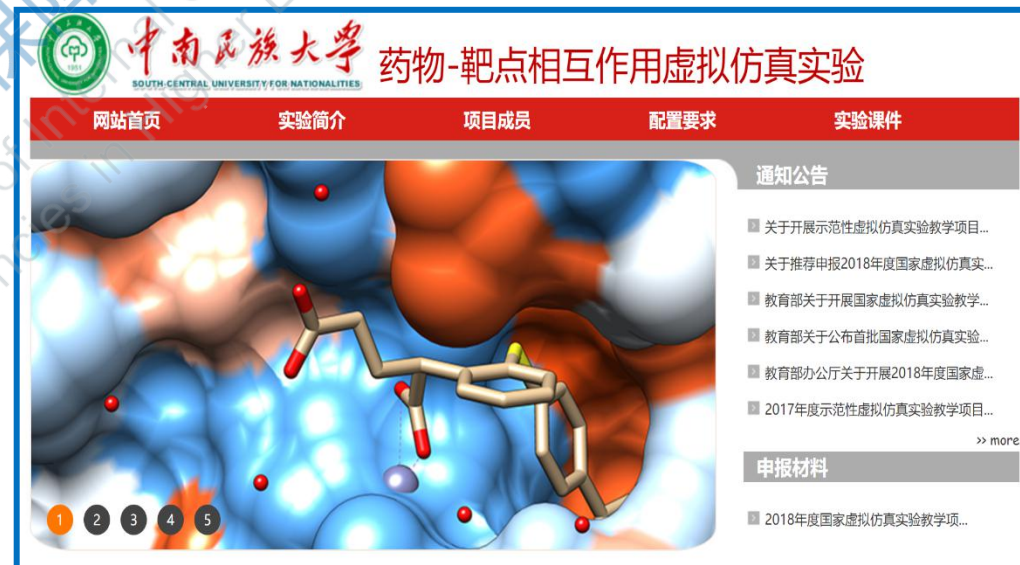 中南民族大学
SOUTH-CENTRAL UNIVERSITY FOR NATIONALITIES
1951
药物-靶点相互作用虚拟仿真实验
网站首页 实验简介 项目成员 配置要求 实验课件
通知公告
关于开展示范性虚拟仿真实验教学项目...
关于推荐申报2018年度国家虚拟仿真实...
教育部关于开展国家虚拟仿真实验教学...
教育部关于公布首批国家虚拟仿真实验...
教育部办公厅关于开展2018年度国家虚...
2017年度示范性虚拟仿真实验教学项目...
>> more
申报材料
2018年度国家虚拟仿真实验教学项...
1 2 3 4 5